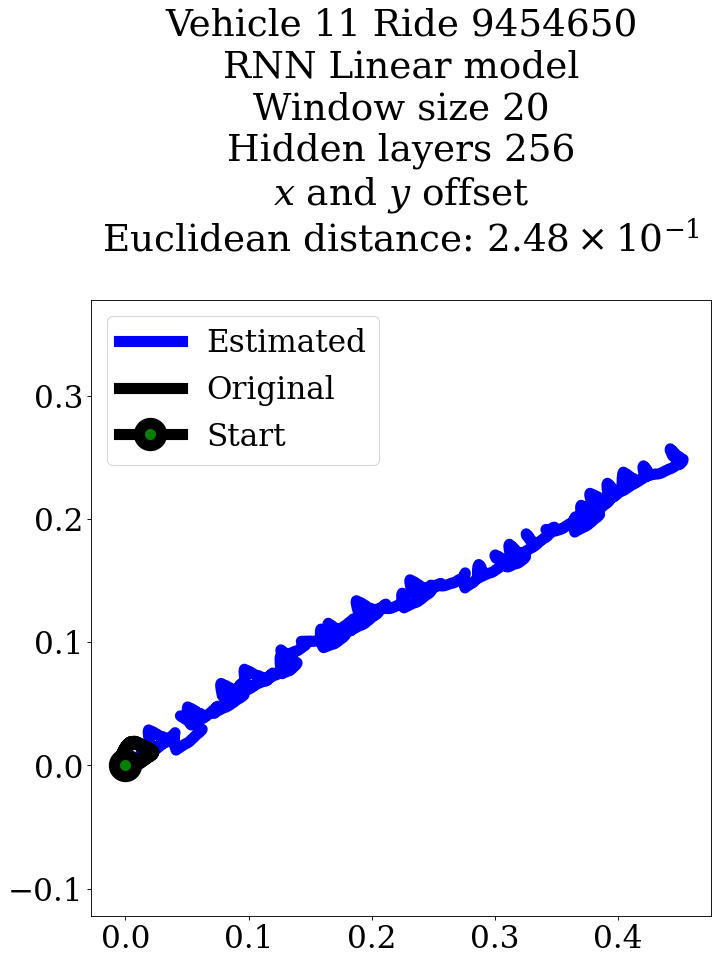 Vehicle 11 Ride 9454650
RNN Linear model
Window size 20
Hidden layers 256
x and y offset
Euclidean distance: 2.48 × 10⁻¹
Estimated
Original
Start
0.3
0.2
0.1
0.0
−0.1
0.0 0.1 0.2 0.3 0.4